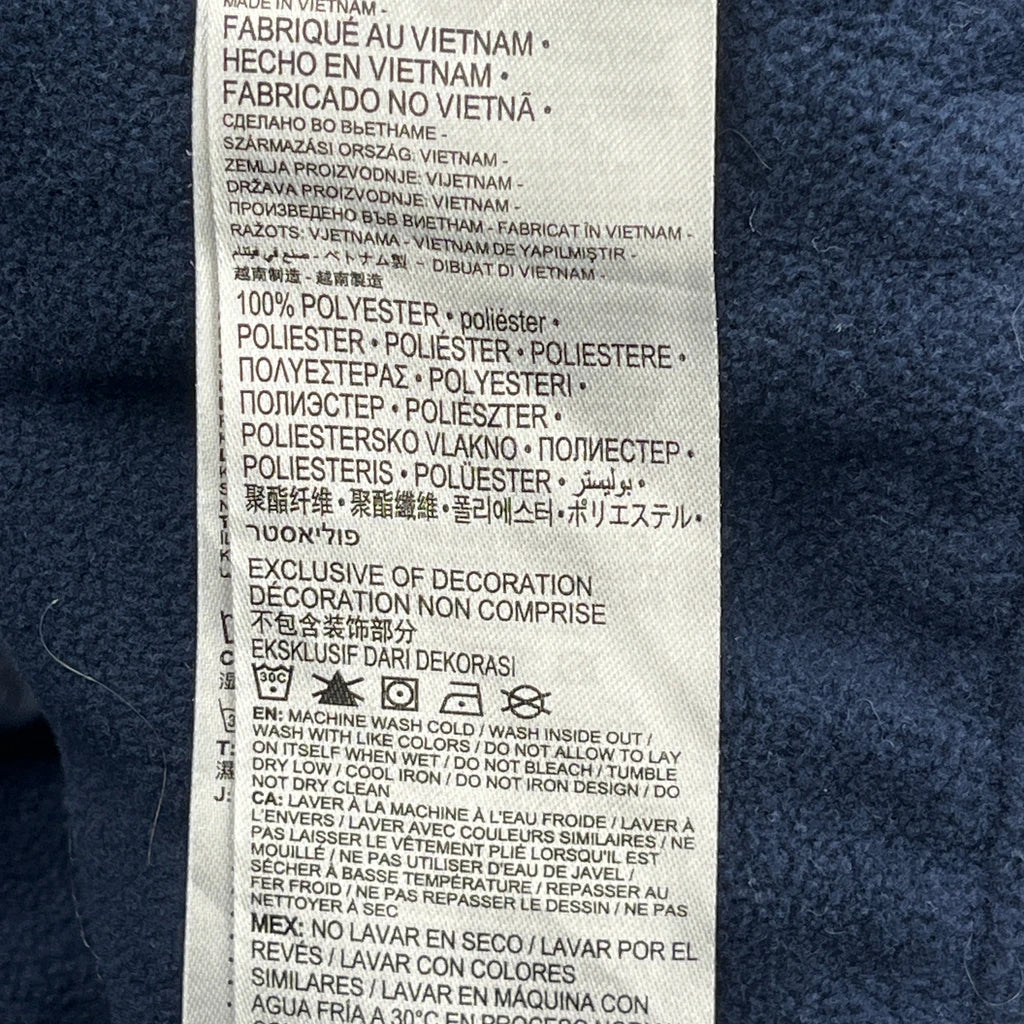 MADE IN VIETNAM -
FABRIQUÉ AU VIETNAM •
HECHO EN VIETNAM •
FABRICADO NO VIETNÃ •
СДЕЛАНО ВО ВЬЕТНАМЕ -
SZÁRMAZÁSI ORSZÁG: VIETNAM -
ZEMLJA PROIZVODNJE: VIJETNAM -
DRŽAVA PROIZVODNJE: VIETNAM -
ПРОИЗВЕДЕНО ВЪВ ВИЕТНАМ - FABRICAT ÎN VIETNAM -
RAŽOTS: VJETNAMA - VIETNAM DE YAPILMIŞTIR -
صنع في فيتنام - ベトナム製 - DIBUAT DI VIETNAM -
越南制造 - 越南製造
100% POLYESTER • poliéster •
POLIESTER • POLIÉSTER • POLIESTERE •
ΠΟΛΥΕΣΤΕΡΑΣ • POLYESTERI •
ПОЛИЭСТЕР • POLIÉSZTER •
POLIESTERSKO VLAKNO • ПОЛИЕСТЕР •
POLIESTERIS • POLÜESTER • بوليستر •
聚酯纤维 • 聚酯纖維 • 폴리에스터 • ポリエステル •
פוליאסטר
EXCLUSIVE OF DECORATION
DÉCORATION NON COMPRISE
不包含装饰部分
EKSKLUSIF DARI DEKORASI
30C
EN: MACHINE WASH COLD / WASH INSIDE OUT /
WASH WITH LIKE COLORS / DO NOT ALLOW TO LAY
ON ITSELF WHEN WET / DO NOT BLEACH / TUMBLE
DRY LOW / COOL IRON / DO NOT IRON DESIGN / DO
NOT DRY CLEAN
CA: LAVER À LA MACHINE À L'EAU FROIDE / LAVER À
L'ENVERS / LAVER AVEC COULEURS SIMILAIRES / NE
PAS LAISSER LE VÊTEMENT PLIÉ LORSQU'IL EST
MOUILLÉ / NE PAS UTILISER D'EAU DE JAVEL /
SÉCHER À BASSE TEMPÉRATURE / REPASSER AU
FER FROID / NE PAS REPASSER LE DESSIN / NE PAS
NETTOYER À SEC
MEX: NO LAVAR EN SECO / LAVAR POR EL
REVÉS / LAVAR CON COLORES
SIMILARES / LAVAR EN MÁQUINA CON
AGUA FRÍA A 30°C EN PROCESO